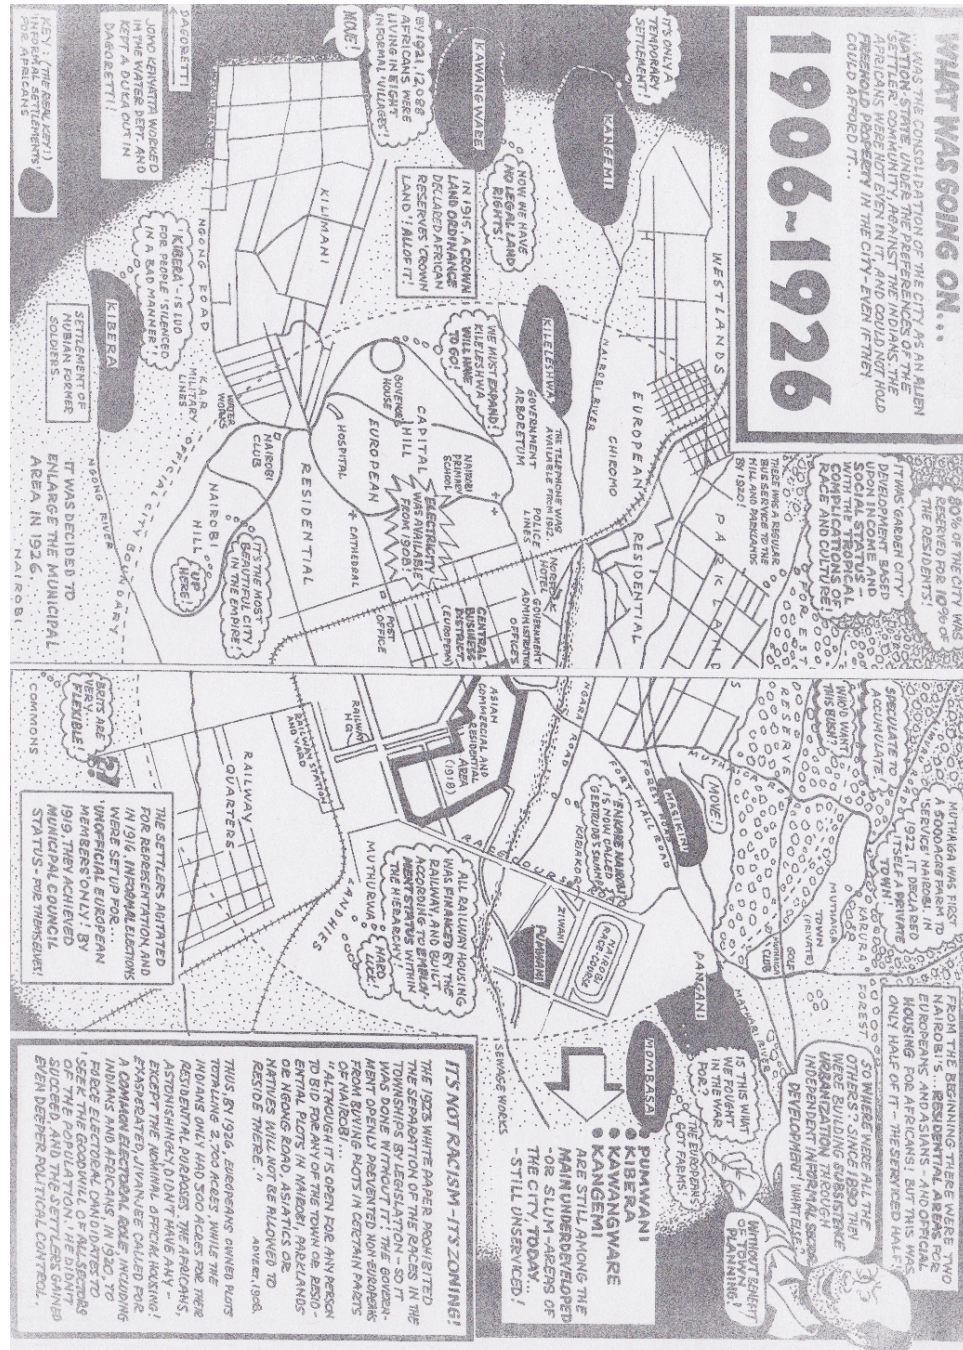 WHAT WAS GOING ON...
...WAS THE CONSOLIDATION OF THE CITY AS AN ALIEN
NATION-STATE UNDER THE PREFERENCES OF THE
'SETTLER' COMMUNITY, AGAINST THE INDIANS. THE
AFRICANS WERE NOT EVEN IN IT AND COULD NOT HOLD
FREEHOLD PROPERTY IN THE CITY - EVEN IF THEY
COULD AFFORD IT...
1906~1926
80% OF THE CITY WAS
RESERVED FOR 10% OF
THE RESIDENTS!
IT WAS 'GARDEN CITY'
DEVELOPMENT BASED
UPON INCOME AND
SOCIAL STATUS -
WITH THE TROPICAL
COMPLICATIONS OF
RACE AND CULTURE!
THERE WAS A REGULAR
BUS SERVICE TO THE
HILL AND PARKLANDS
BY 1920!
MUTHAIGA WAS FIRST
A 5000 ACRE FARM TO
'SERVICE' NAIROBI. IN
1922, IT DECLARED
ITSELF A PRIVATE
TOWN!
SPECULATE TO
ACCUMULATE!
WHO'D WANT
THIS BIEN?
FROM THE BEGINNING THERE WERE TWO
NAIROBI'S. RESIDENTIAL AREAS FOR
EUROPEANS AND ASIANS - NO OFFICIAL
HOUSING FOR AFRICANS! BUT THIS WAS
ONLY HALF OF IT - THE SERVICED HALF!
SO WHERE WERE ALL THE
OTHERS? SINCE 1890 THEY
WERE BUILDING SUBSISTENCE
URBANIZATION THROUGH
INDEPENDENT INFORMAL SECTOR
DEVELOPMENT (WHAT ELSE?)
WITHOUT BENEFIT
OF TOWN
PLANNING!
IT'S ONLY A
TEMPORARY
SETTLEMENT!
KANGEMI
KAWANGWARE
BY 1921, 12,088
AFRICANS WERE
LIVING IN EIGHT
INFORMAL 'VILLAGES'!
MOVE!
NOW WE HAVE
NO LEGAL LAND
RIGHTS!
IN 1915 A CROWN
LAND ORDINANCE
DECLARED AFRICAN
RESERVES 'CROWN
LAND'! ALL OF IT!
DAGORETTI
JOMO KENYATTA WORKED
IN THE WATER DEPT. AND
KEPT A DUKA OUT IN
DAGORETTI!
KEY! (THE REAL KEY!)
'INFORMAL SETTLEMENTS'
FOR AFRICANS
WESTLANDS
NAIROBI RIVER
KILELESHWA
WE MUST EXPAND!
KILELESHWA
WILL HAVE
TO GO!
KILIMANI
NGONG ROAD
'KIBERA' - IS LUO
FOR PEOPLE 'SILENCED
IN A BAD MANNER'!
KIBERA
SETTLEMENT OF
NUBIAN FORMER
SOLDIERS.
K.A.R
MILITARY
LINES
WATER
WORKS
OFFICIAL CITY BOUNDARY
NGONG RIVER
IT WAS DECIDED TO
ENLARGE THE MUNICIPAL
AREA IN 1926.
NAIROBI
COMMONS
EUROPEAN RESIDENTIAL
CHIROMO
PARKLANDS
FOREST
RESERVE
THE TELEPHONE WAS
AVAILABLE FROM 1912.
GOVERNMENT
ARBORETUM
POLICE
LINES
NORFOLK
HOTEL
GOVERNMENT
ADMINISTRATION
OFFICES
GOVENERS
HOUSE
CAPITAL
HILL
NAIROBI
PRIMARY
SCHOOL
ELECTRICITY
WAS AVAILABLE
FROM 1908!
EUROPEAN
RESIDENTIAL
HOSPITAL
CATHEDRAL
POST
OFFICE
CENTRAL
BUSINESS
DISTRICT
(EUROPEAN)
NAIROBI
CLUB
NAIROBI
HILL
UP
HERE!
IT'S THE MOST
BEAUTIFUL CITY
IN THE EMPIRE!
ASIAN
COMMERCIAL AND
RESIDENTIAL
AREA
(1918)
RAILWAY
HQ
RAILWAY STATION
AND YARD
RAILWAY
QUARTERS
BRITS ARE
VERY
FLEXIBLE!
?!
THE SETTLERS AGITATED
FOR REPRESENTATION, AND
IN 1916, INFORMAL ELECTIONS
WERE SET UP FOR...
'UNOFFICIAL EUROPEAN
MEMBERS' ONLY! BY
1919, THEY ACHIEVED
MUNICIPAL COUNCIL
STATUS - FOR THEMSELVES!
NGARA ROAD
FORT HALL ROAD
FOREST ROAD
MUTHAIGA
MASIKINI
MOVE!
MUTHAIGA
TOWN
(PRIVATE)
GOLF
MUTHAIGA
CLUB
KARURA
FOREST
MATHARI
RIVER
'ENKARE NAIROBI'
IS NOW CALLED
'GERTRUDE'S SWAMP'!
KARIAKOR
RACECOURSE ROAD
ZIWANI
NAIROBI
RACECOURSE
PUMWANI
PANGANI
MOMBASA
IS THIS WHAT
WE FOUGHT
IN THE WAR
FOR?
THE EUROPEANS
GOT FARMS!
ALL RAILWAY HOUSING
WAS FINANCED BY THE
RAILWAY AND BUILT
ACCORDING TO EMPLOY-
MENT STATUS WITHIN
THE HIERARCHY!
HARD
LUCK!
MUTHURWA
LANDHIES
SEWAGE WORKS
PUMWANI
KIBERA
KAWANGWARE
KANGEMI
ARE STILL AMONG THE
MAIN UNDERDEVELOPED
-OR SLUM- AREAS OF
THE CITY, TODAY...
-STILL UNSERVICED!
IT'S NOT RACISM - IT'S ZONING!
THE 1923 WHITE PAPER PROHIBITED
THE SEPARATION OF THE RACES IN THE
TOWNSHIPS BY LEGISLATION - SO IT
WAS DONE WITHOUT IT! THE GOVERN-
MENT OPENLY PREVENTED NON-EUROPEANS
FROM BUYING PLOTS IN CERTAIN PARTS
OF NAIROBI...
"ALTHOUGH IT IS OPEN FOR ANY PERSON
TO BID FOR ANY OF THE TOWN OR RESID-
ENTIAL PLOTS IN NAIROBI, PARKLANDS
OR NGONG ROAD, ASIATICS OR
NATIVES WILL NOT BE ALLOWED TO
RESIDE THERE" ADVERT, 1908.
THUS BY 1926, EUROPEANS OWNED PLOTS
TOTALLING 2,700 ACRES WHILE THE
INDIANS ONLY HAD 300 ACRES FOR THEIR
RESIDENTIAL PURPOSES. THE AFRICANS,
ASTONISHINGLY, DIDN'T HAVE ANY -
EXCEPT THE NOMINAL OFFICIAL HOUSING!
EXASPERATED, JIVANJEE CALLED FOR
A COMMON ELECTORAL ROLE, INCLUDING
INDIANS AND AFRICANS, IN 1920, TO
FORCE ELECTORAL CANDIDATES TO
'SEEK THE GOODWILL OF ALL SECTORS
OF THE POPULATION'. HE DIDN'T
SUCCEED AND THE SETTLERS GAINED
EVEN DEEPER POLITICAL CONTROL.